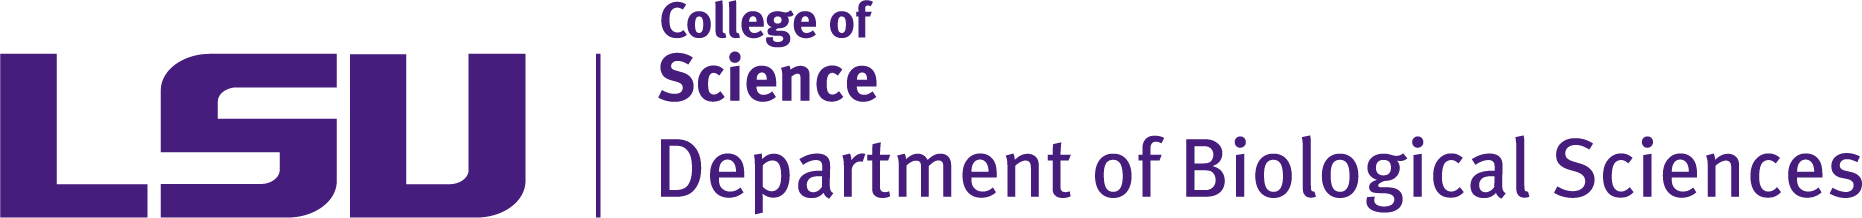 LSU
College of
Science
Department of Biological Sciences